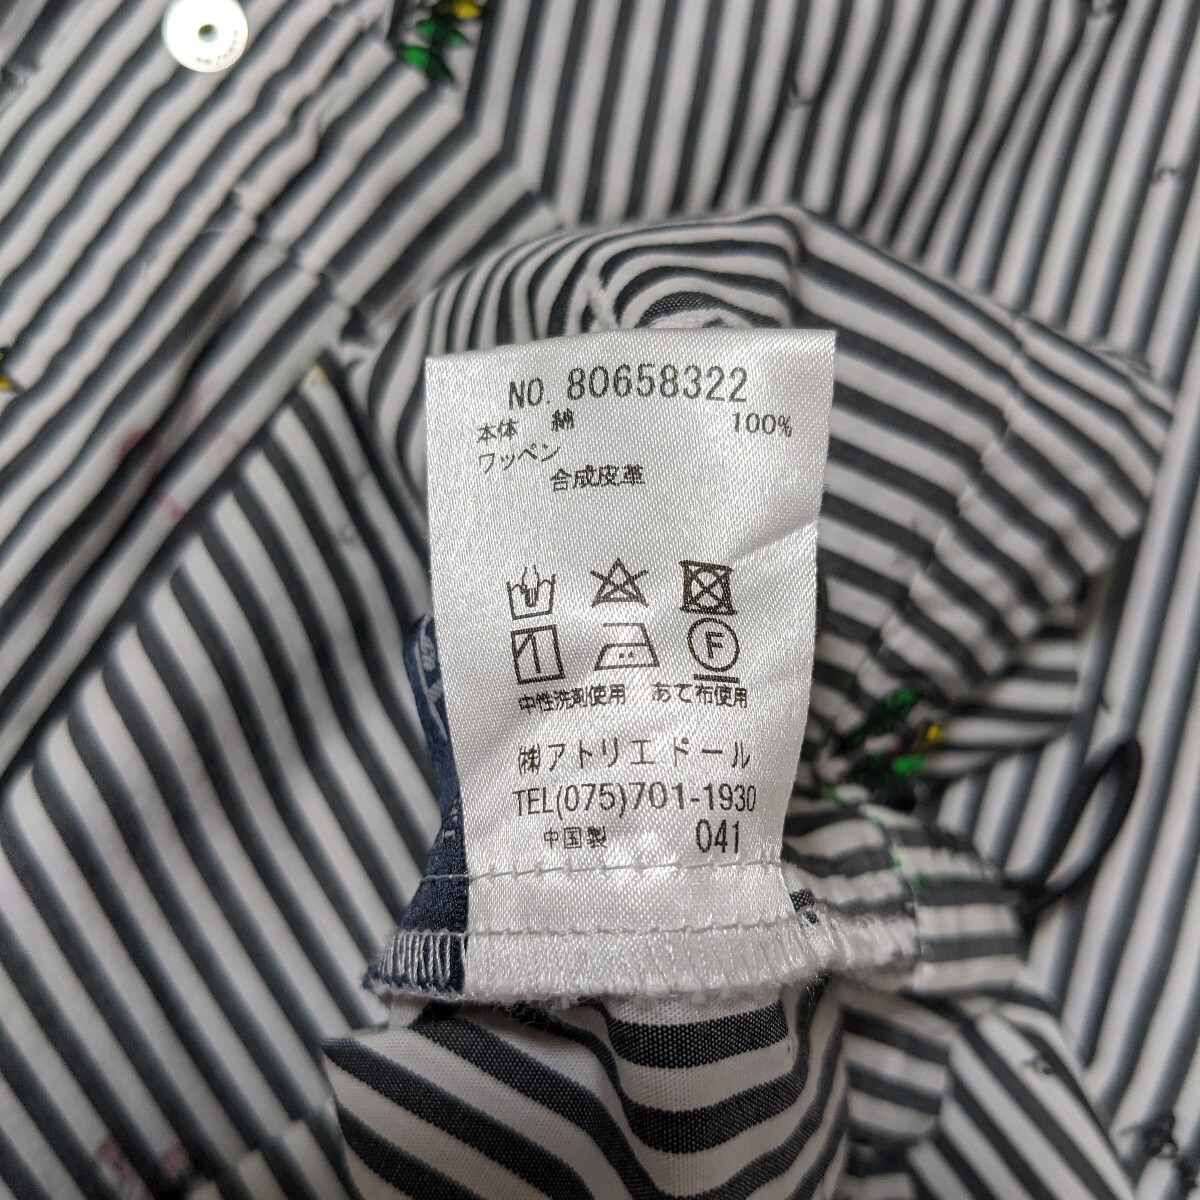 NO. 80658322
本体 綿 100%
ワッペン
合成皮革
F
中性洗剤使用 あて布使用
㈱アトリエドール
TEL(075)701-1930
中国製 041